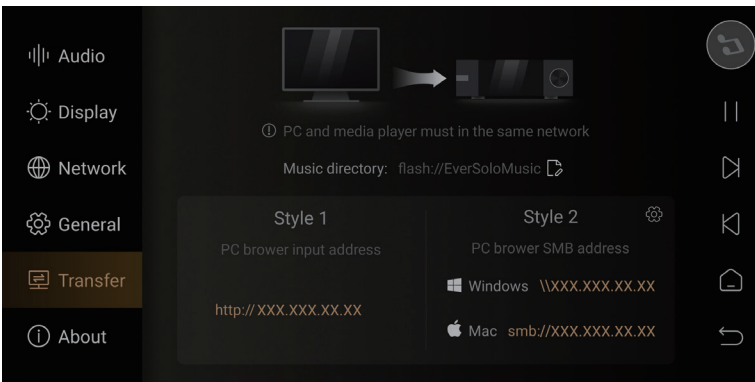 Audio
Display
Network
General
Transfer
About
PC and media player must in the same network
Music directory: flash://EverSoloMusic
Style 1
PC brower input address
http://XXX.XXX.XX.XX
Style 2
PC brower SMB address
Windows \\XXX.XXX.XX.XX
Mac smb://XXX.XXX.XX.XX